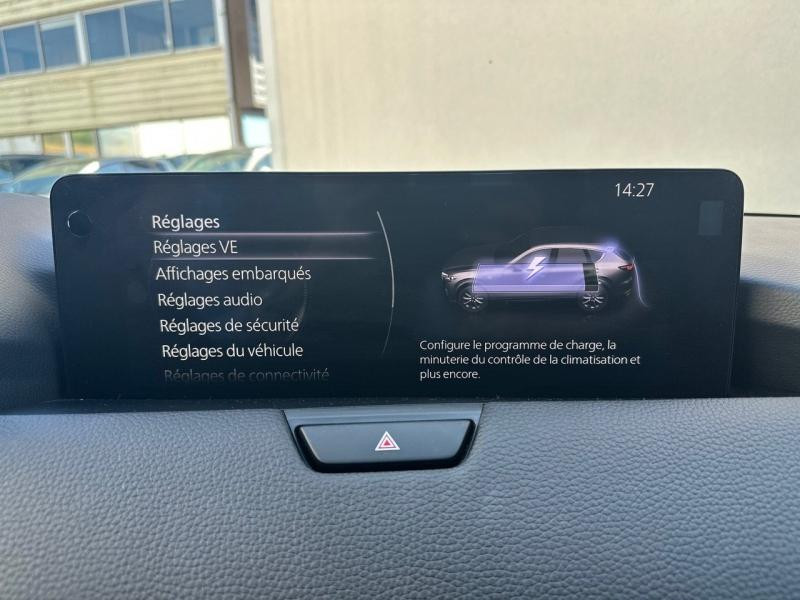 14:27
Réglages
Réglages VE
Affichages embarqués
Réglages audio
Réglages de sécurité
Réglages du véhicule
Réglages de connectivité
Configure le programme de charge, la
minuterie du contrôle de la climatisation et
plus encore.